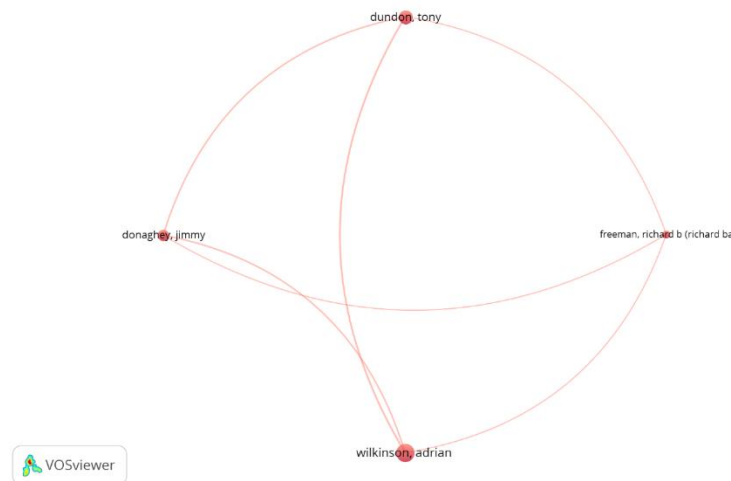 dundon, tony
donaghey, jimmy
freeman, richard b (richard ba
wilkinson, adrian
VOSviewer